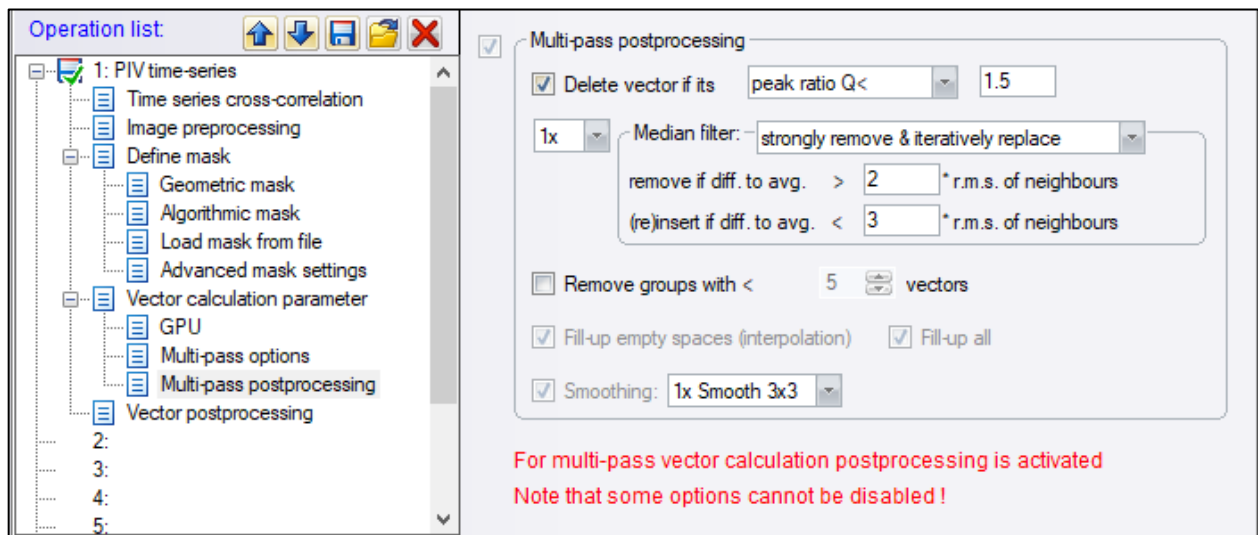 Operation list:
1: PIV time-series
Time series cross-correlation
Image preprocessing
Define mask
Geometric mask
Algorithmic mask
Load mask from file
Advanced mask settings
Vector calculation parameter
GPU
Multi-pass options
Multi-pass postprocessing
Vector postprocessing
2:
3:
4:
5:
Multi-pass postprocessing
Delete vector if its peak ratio Q< 1.5
1x Median filter: strongly remove & iteratively replace
remove if diff. to avg. > 2 * r.m.s. of neighbours
(re)insert if diff. to avg. < 3 * r.m.s. of neighbours
Remove groups with < 5 vectors
Fill-up empty spaces (interpolation) Fill-up all
Smoothing: 1x Smooth 3x3
For multi-pass vector calculation postprocessing is activated
Note that some options cannot be disabled !